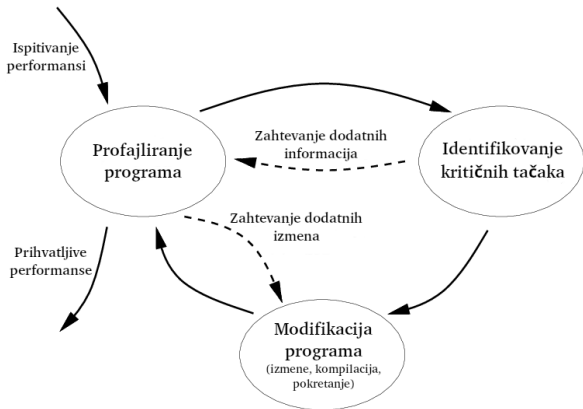 Ispitivanje
performansi
Profajliranje
programa
Zahtevanje dodatnih
informacija
Identifikovanje
kritičnih tačaka
Zahtevanje dodatnih
izmena
Prihvatljive
performanse
Modifikacija
programa
(izmene, kompilacija,
pokretanje)